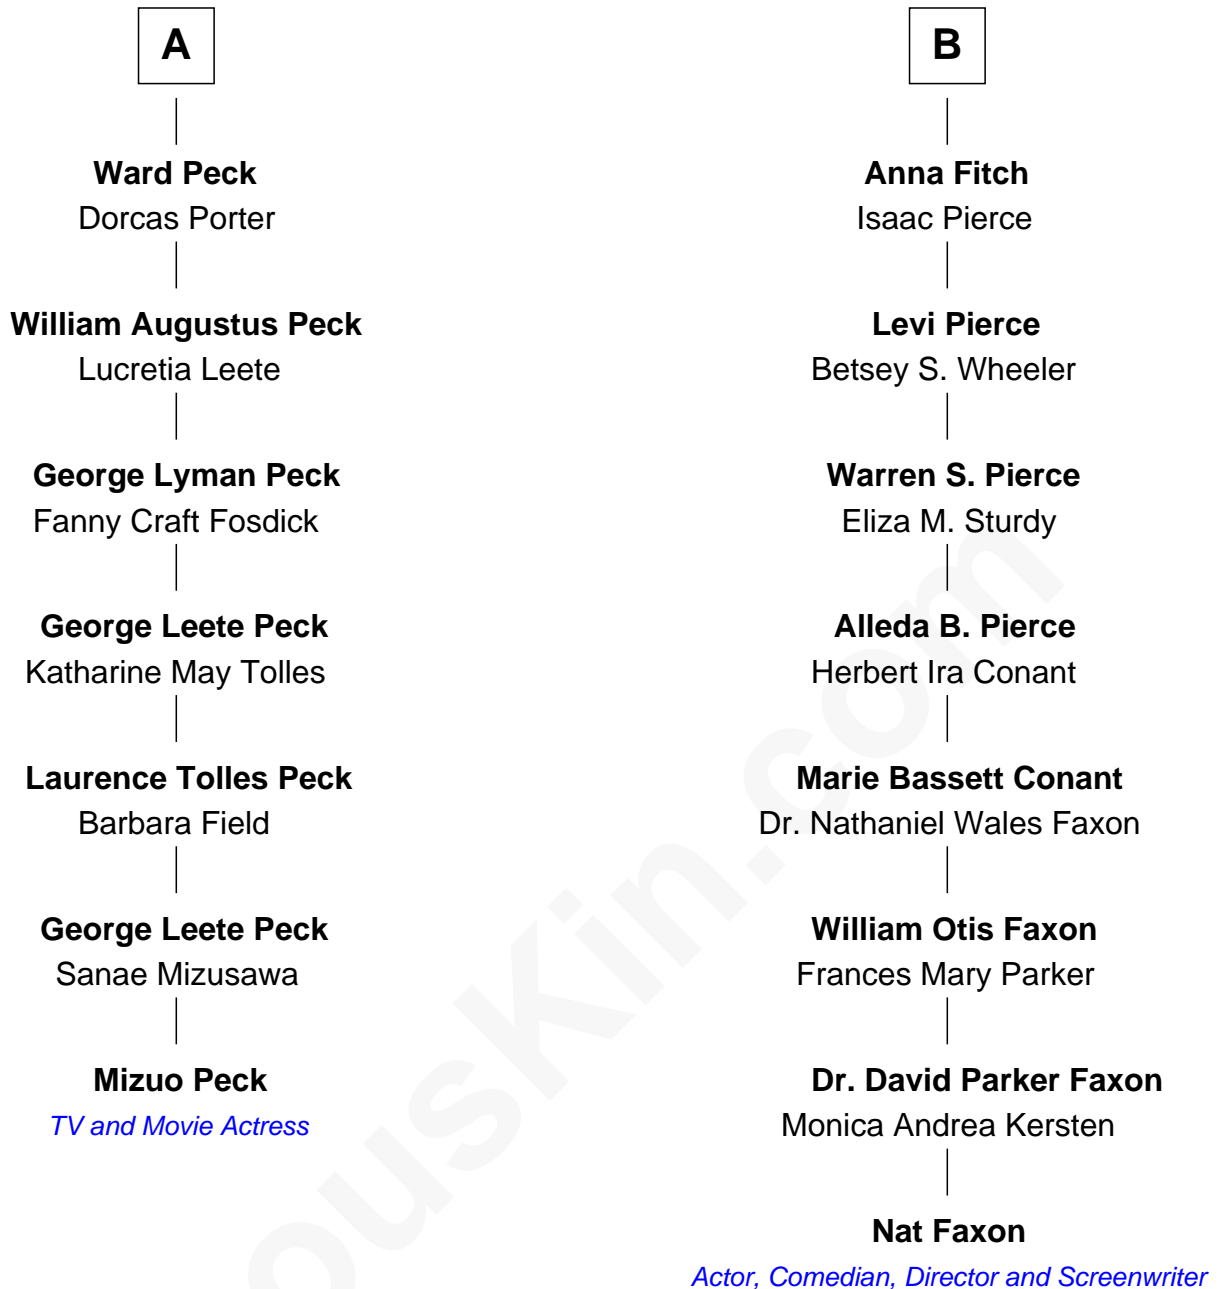 A
Ward Peck
Dorcas Porter
William Augustus Peck
Lucretia Leete
George Lyman Peck
Fanny Craft Fosdick
George Leete Peck
Katharine May Tolles
Laurence Tolles Peck
Barbara Field
George Leete Peck
Sanae Mizusawa
Mizuo Peck
TV and Movie Actress
B
Anna Fitch
Isaac Pierce
Levi Pierce
Betsey S. Wheeler
Warren S. Pierce
Eliza M. Sturdy
Alleda B. Pierce
Herbert Ira Conant
Marie Bassett Conant
Dr. Nathaniel Wales Faxon
William Otis Faxon
Frances Mary Parker
Dr. David Parker Faxon
Monica Andrea Kersten
Nat Faxon
Actor, Comedian, Director and Screenwriter
ousKin.com